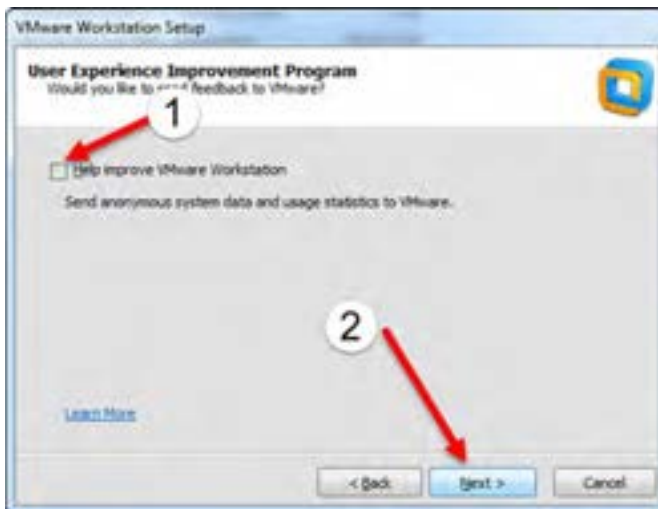 VMware Workstation Setup
User Experience Improvement Program
Would you like to send feedback to VMware?
1
Help improve VMware Workstation
Send anonymous system data and usage statistics to VMware.
2
Learn More
< Back
Next >
Cancel